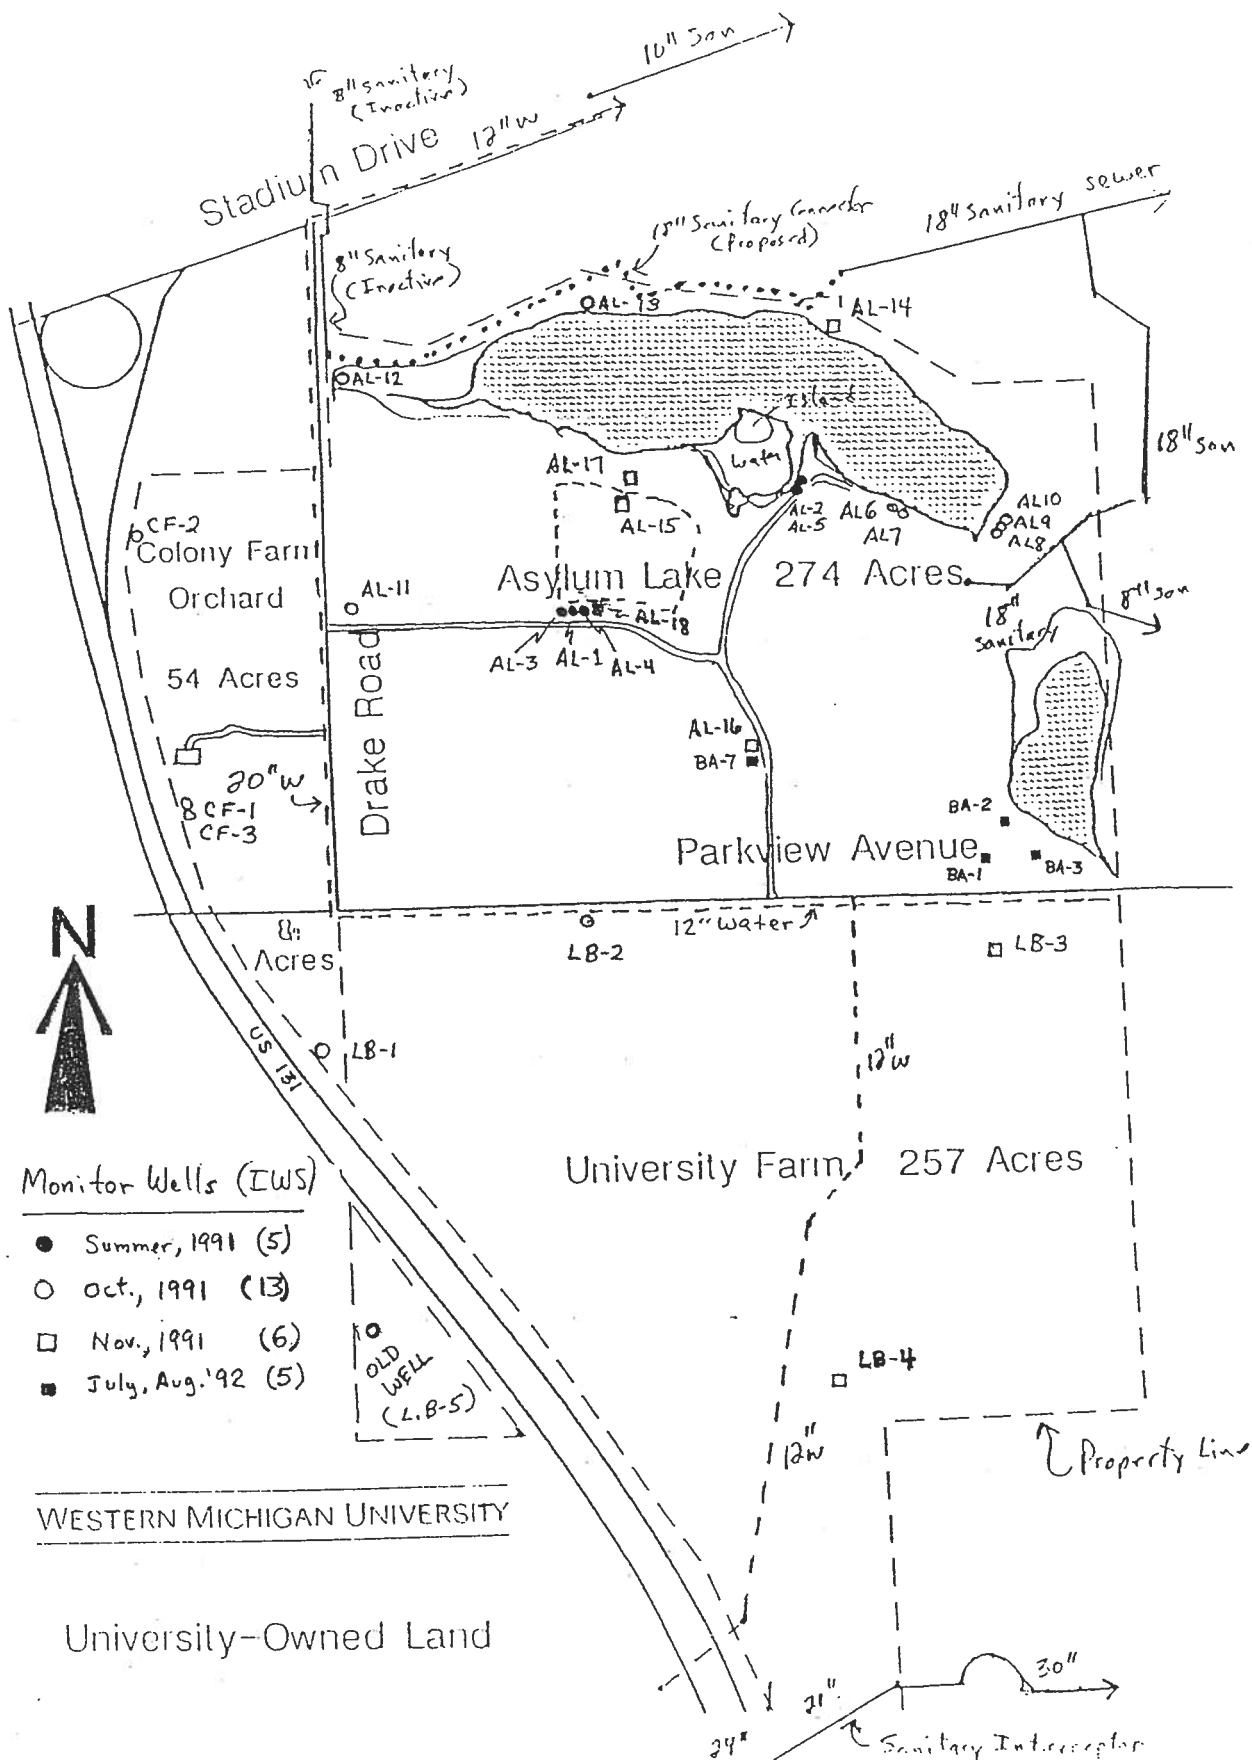 10" San
8" Sanitary
(Inactive)
12" W
Stadium Drive
18" Sanitary sewer
18" Sanitary Connector
(Proposed)
8" Sanitary
(Inactive)
AL-13
AL-14
AL-12
Island
Water
18" San
AL-17
AL-15
AL-2
AL-5
AL6
AL7
AL10
AL9
AL8
CF-2
Colony Farm
Orchard
54 Acres
AL-11
Asylum Lake 274 Acres
18"
Sanitary
8" San
AL-18
AL-3
AL-1
AL-4
Drake Road
AL-16
BA-7
20" W
8 CF-1
CF-3
BA-2
Parkview Avenue
BA-1
BA-3
N
8
Acres
LB-2
12" Water
LB-3
LB-1
US 131
12" W
University Farm 257 Acres
Monitor Wells (IWS)
Summer, 1991 (5)
Oct., 1991 (13)
Nov., 1991 (6)
July, Aug. '92 (5)
OLD
WELL
(L.B-5)
LB-4
12" W
Property Line
WESTERN MICHIGAN UNIVERSITY
University-Owned Land
24"
21"
30"
Sanitary Interceptor